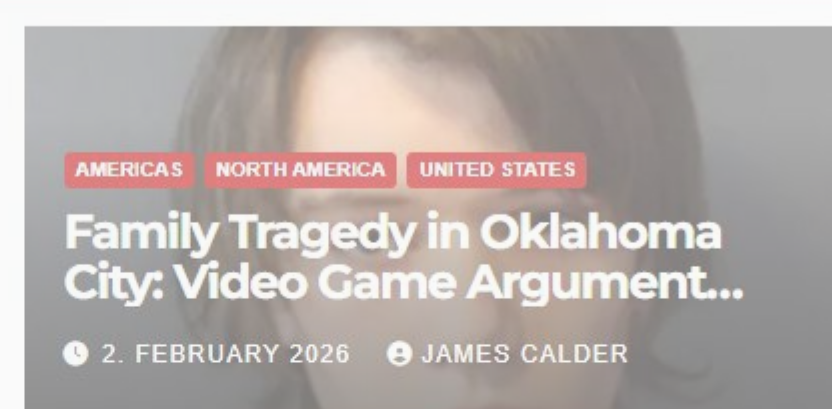 AMERICAS NORTH AMERICA UNITED STATES
Family Tragedy in Oklahoma
City: Video Game Argument...
2. FEBRUARY 2026 JAMES CALDER